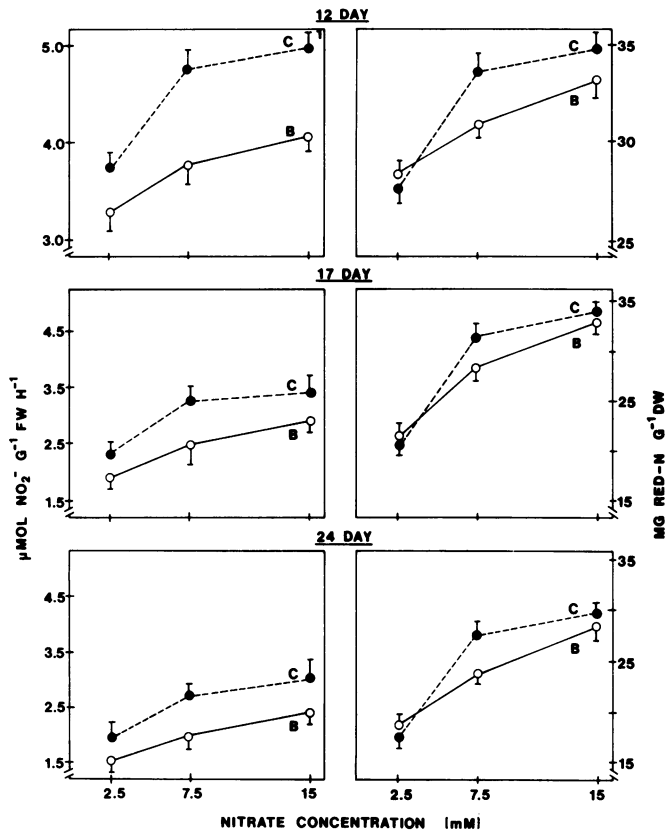 12 DAY
5.0
4.0
3.0
C
B
C
B
35
30
25
17 DAY
4.5
3.5
2.5
1.5
C
B
C
B
35
25
15
24 DAY
4.5
3.5
2.5
1.5
C
B
C
B
35
25
15
2.5 7.5 15
2.5 7.5 15
µMOL NO₂⁻ G⁻¹ FW H⁻¹
MG RED-N G⁻¹DW
NITRATE CONCENTRATION (mM)